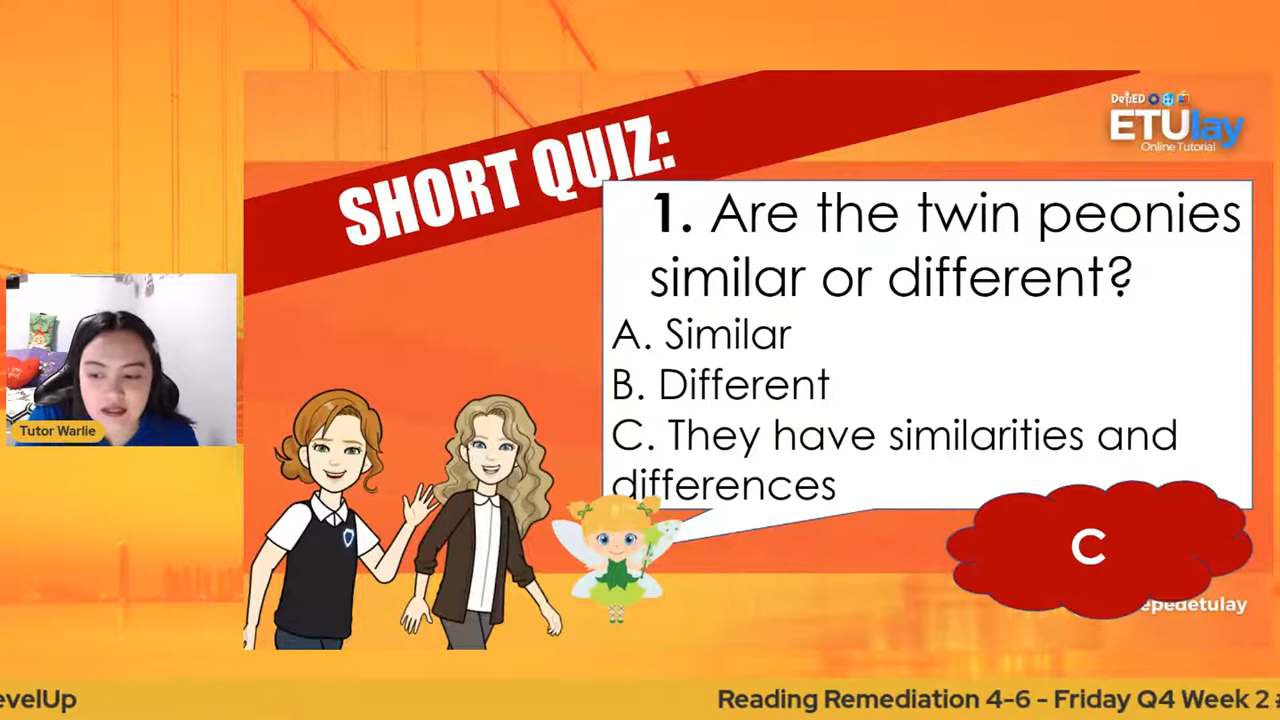 SHORT QUIZ:
DepED
ETUlay
Online Tutorial
1. Are the twin peonies
similar or different?
A. Similar
B. Different
C. They have similarities and
differences
C
epedetulay
Tutor Warlie
evelUp
Reading Remediation 4-6 - Friday Q4 Week 2